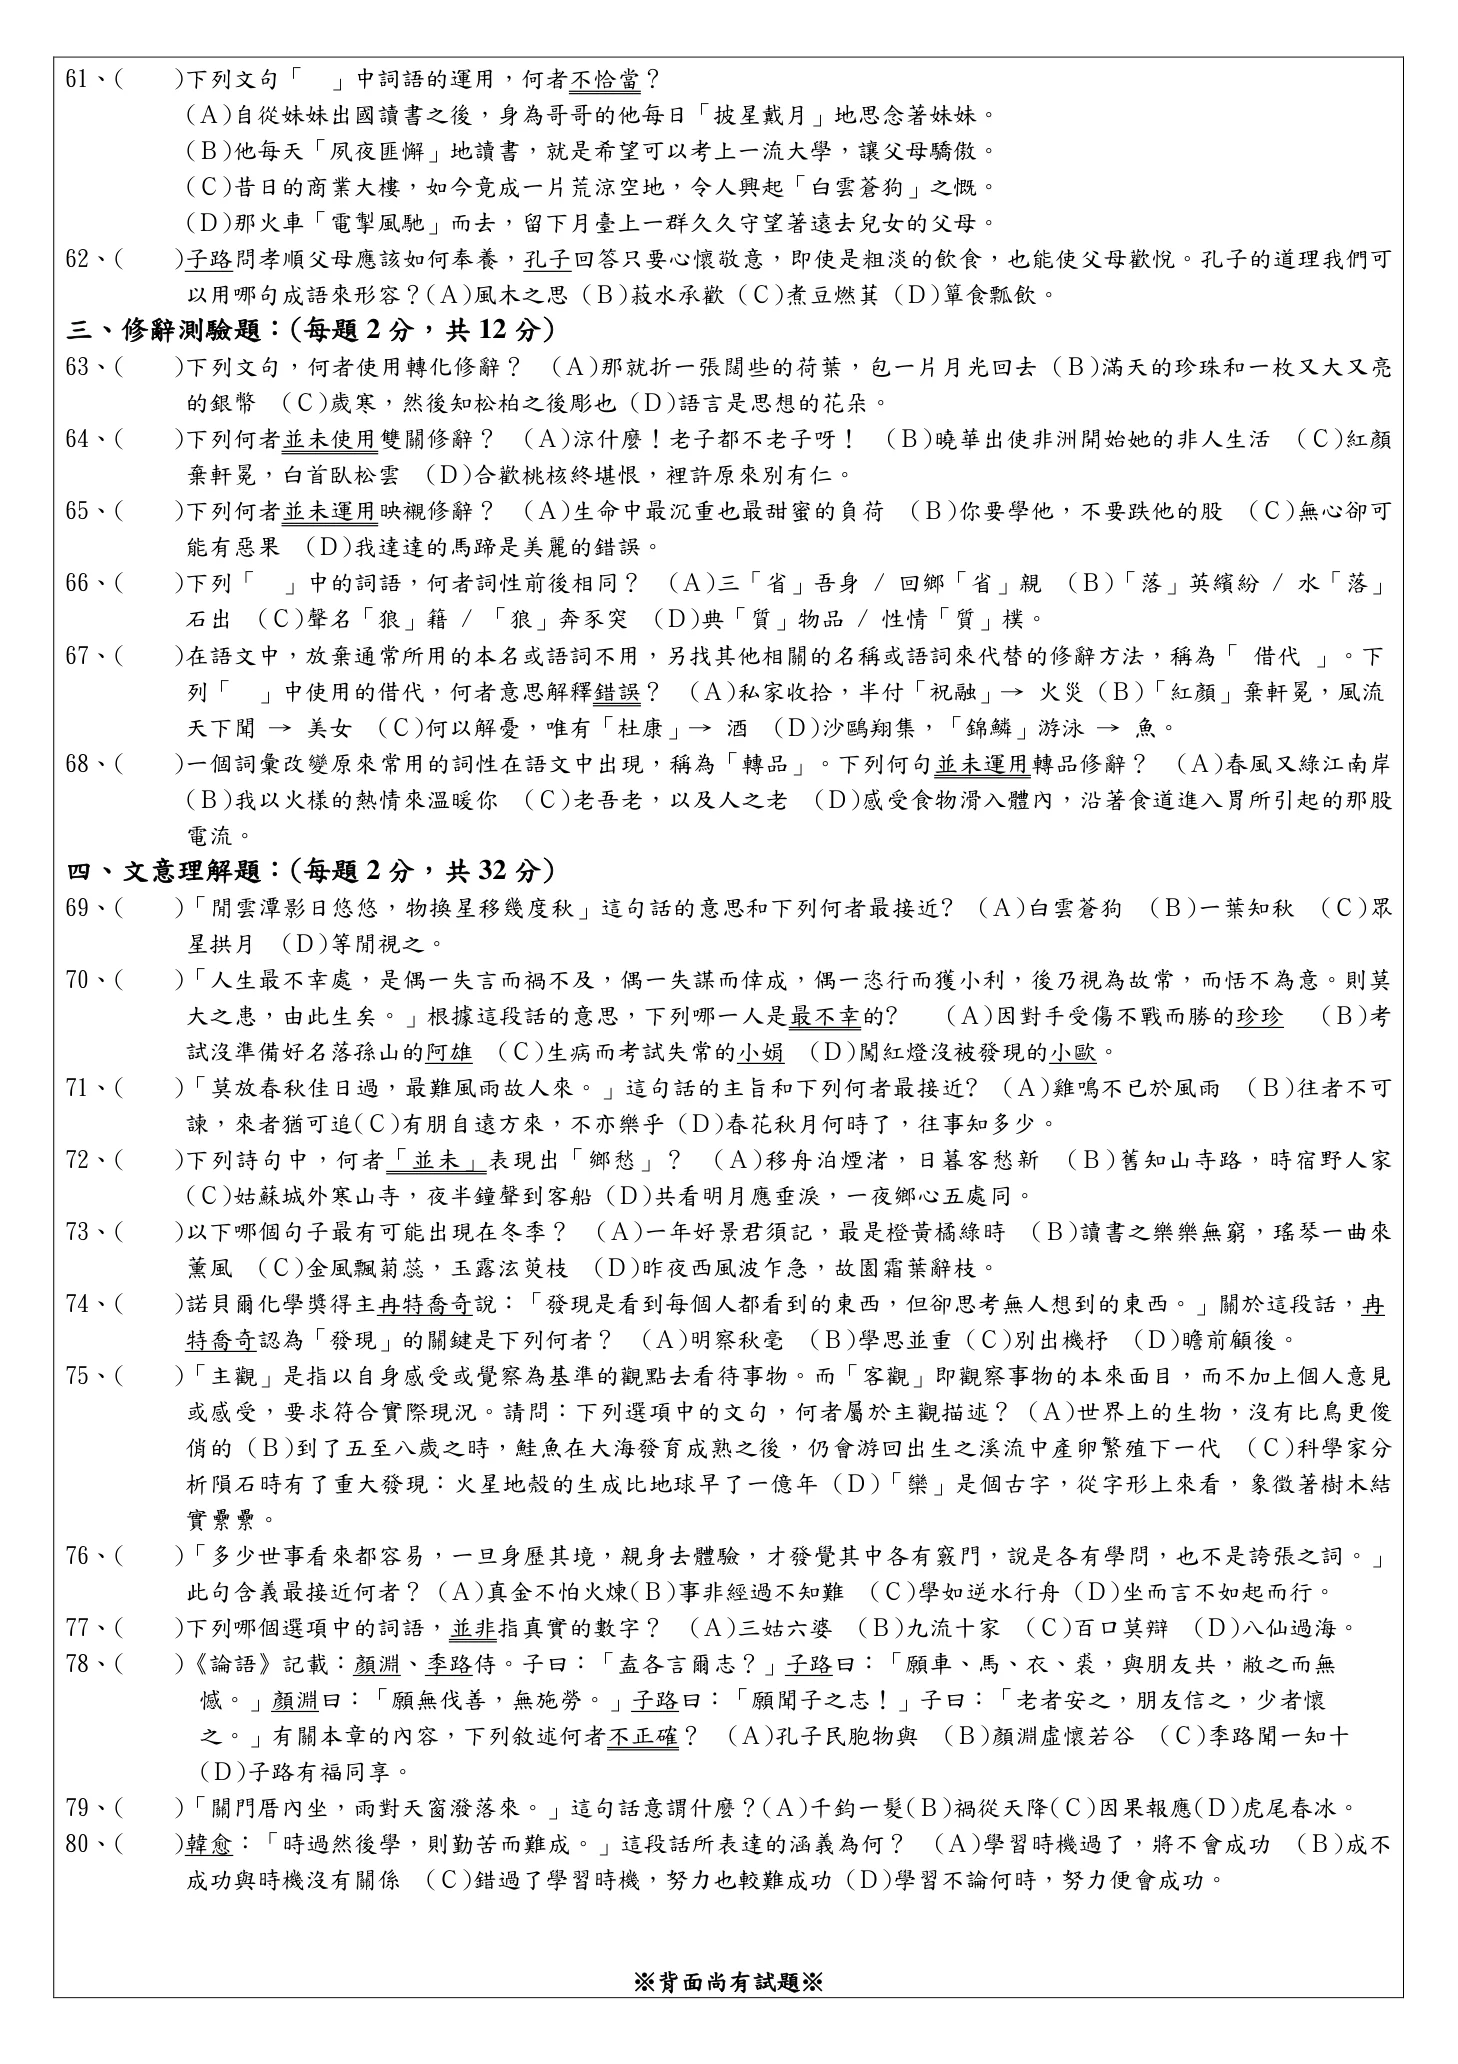 61、(　　)下列文句「　」中詞語的運用，何者不恰當？
(A)自從妹妹出國讀書之後，身為哥哥的他每日「披星戴月」地思念著妹妹。
(B)他每天「夙夜匪懈」地讀書，就是希望可以考上一流大學，讓父母驕傲。
(C)昔日的商業大樓，如今竟成一片荒涼空地，令人興起「白雲蒼狗」之慨。
(D)那火車「電掣風馳」而去，留下月臺上一群久久守望著遠去兒女的父母。
62、(　　)子路問孝順父母應該如何奉養，孔子回答只要心懷敬意，即使是粗淡的飲食，也能使父母歡悅。孔子的道理我們可
以用哪句成語來形容？(A)風木之思 (B)菽水承歡 (C)煮豆燃萁 (D)簞食瓢飲。
三、修辭測驗題：(每題 2 分，共 12 分)
63、(　　)下列文句，何者使用轉化修辭？ (A)那就折一張闊些的荷葉，包一片月光回去 (B)滿天的珍珠和一枚又大又亮
的銀幣 (C)歲寒，然後知松柏之後彫也 (D)語言是思想的花朵。
64、(　　)下列何者並未使用雙關修辭？ (A)涼什麼！老子都不老子呀！ (B)曉華出使非洲開始她的非人生活 (C)紅顏
棄軒冕，白首臥松雲 (D)合歡桃核終堪恨，裡許原來別有仁。
65、(　　)下列何者並未運用映襯修辭？ (A)生命中最沉重也最甜蜜的負荷 (B)你要學他，不要跌他的股 (C)無心卻可
能有惡果 (D)我達達的馬蹄是美麗的錯誤。
66、(　　)下列「　」中的詞語，何者詞性前後相同？ (A)三「省」吾身 / 回鄉「省」親 (B)「落」英繽紛 / 水「落」
石出 (C)聲名「狼」籍 / 「狼」奔豕突 (D)典「質」物品 / 性情「質」樸。
67、(　　)在語文中，放棄通常所用的本名或語詞不用，另找其他相關的名稱或語詞來代替的修辭方法，稱為「 借代 」。下
列「　」中使用的借代，何者意思解釋錯誤？ (A)私家收拾，半付「祝融」→ 火災 (B)「紅顏」棄軒冕，風流
天下聞 → 美女 (C)何以解憂，唯有「杜康」→ 酒 (D)沙鷗翔集，「錦鱗」游泳 → 魚。
68、(　　)一個詞彙改變原來常用的詞性在語文中出現，稱為「轉品」。下列何句並未運用轉品修辭？ (A)春風又綠江南岸
(B)我以火樣的熱情來溫暖你 (C)老吾老，以及人之老 (D)感受食物滑入體內，沿著食道進入胃所引起的那股
電流。
四、文意理解題：(每題 2 分，共 32 分)
69、(　　)「閒雲潭影日悠悠，物換星移幾度秋」這句話的意思和下列何者最接近? (A)白雲蒼狗 (B)一葉知秋 (C)眾
星拱月 (D)等閒視之。
70、(　　)「人生最不幸處，是偶一失言而禍不及，偶一失謀而倖成，偶一恣行而獲小利，後乃視為故常，而恬不為意。則莫
大之患，由此生矣。」根據這段話的意思，下列哪一人是最不幸的? (A)因對手受傷不戰而勝的珍珍 (B)考
試沒準備好名落孫山的阿雄 (C)生病而考試失常的小娟 (D)闖紅燈沒被發現的小歐。
71、(　　)「莫放春秋佳日過，最難風雨故人來。」這句話的主旨和下列何者最接近? (A)雞鳴不已於風雨 (B)往者不可
諫，來者猶可追(C)有朋自遠方來，不亦樂乎 (D)春花秋月何時了，往事知多少。
72、(　　)下列詩句中，何者「並未」表現出「鄉愁」？ (A)移舟泊煙渚，日暮客愁新 (B)舊知山寺路，時宿野人家
(C)姑蘇城外寒山寺，夜半鐘聲到客船 (D)共看明月應垂淚，一夜鄉心五處同。
73、(　　)以下哪個句子最有可能出現在冬季？ (A)一年好景君須記，最是橙黃橘綠時 (B)讀書之樂樂無窮，瑤琴一曲來
薰風 (C)金風飄菊蕊，玉露泫萸枝 (D)昨夜西風波乍急，故園霜葉辭枝。
74、(　　)諾貝爾化學獎得主冉特喬奇說：「發現是看到每個人都看到的東西，但卻思考無人想到的東西。」關於這段話，冉
特喬奇認為「發現」的關鍵是下列何者？ (A)明察秋毫 (B)學思並重 (C)別出機杼 (D)瞻前顧後。
75、(　　)「主觀」是指以自身感受或覺察為基準的觀點去看待事物。而「客觀」即觀察事物的本來面目，而不加上個人意見
或感受，要求符合實際現況。請問：下列選項中的文句，何者屬於主觀描述？ (A)世界上的生物，沒有比鳥更俊
俏的 (B)到了五至八歲之時，鮭魚在大海發育成熟之後，仍會游回出生之溪流中產卵繁殖下一代 (C)科學家分
析隕石時有了重大發現：火星地殼的生成比地球早了一億年 (D)「欒」是個古字，從字形上來看，象徵著樹木結
實纍纍。
76、(　　)「多少世事看來都容易，一旦身歷其境，親身去體驗，才發覺其中各有竅門，說是各有學問，也不是誇張之詞。」
此句含義最接近何者？ (A)真金不怕火煉(B)事非經過不知難 (C)學如逆水行舟 (D)坐而言不如起而行。
77、(　　)下列哪個選項中的詞語，並非指真實的數字？ (A)三姑六婆 (B)九流十家 (C)百口莫辯 (D)八仙過海。
78、(　　)《論語》記載：顏淵、季路侍。子曰：「盍各言爾志？」子路曰：「願車、馬、衣、裘，與朋友共，敝之而無
憾。」顏淵曰：「願無伐善，無施勞。」子路曰：「願聞子之志！」子曰：「老者安之，朋友信之，少者懷
之。」有關本章的內容，下列敘述何者不正確？ (A)孔子民胞物與 (B)顏淵虛懷若谷 (C)季路聞一知十
(D)子路有福同享。
79、(　　)「關門厝內坐，雨對天窗潑落來。」這句話意謂什麼？(A)千鈞一髮(B)禍從天降(C)因果報應(D)虎尾春冰。
80、(　　)韓愈：「時過然後學，則勤苦而難成。」這段話所表達的涵義為何？ (A)學習時機過了，將不會成功 (B)成不
成功與時機沒有關係 (C)錯過了學習時機，努力也較難成功 (D)學習不論何時，努力便會成功。
※背面尚有試題※